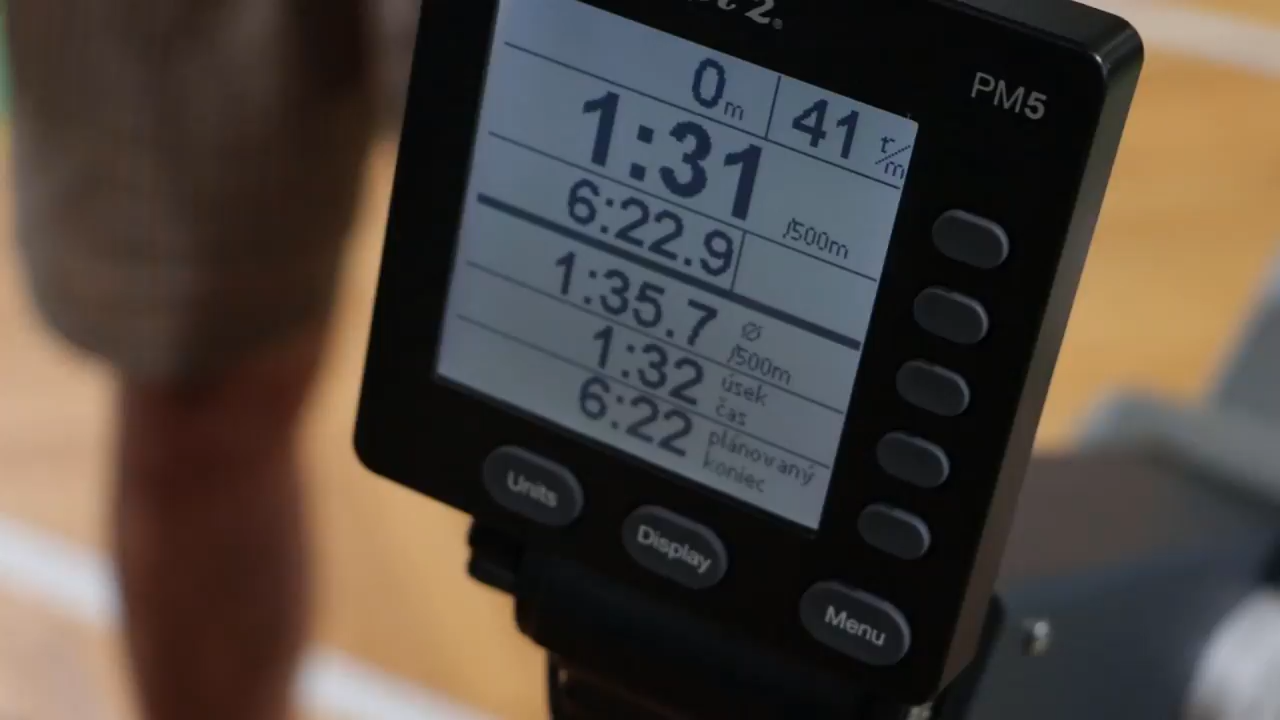 2®
PM5
0m 41 t/m
1:31 /500m
6:22.9
1:35.7 Ø /500m
1:32 úsek čas
6:22 plánovaný koniec
Units
Display
Menu